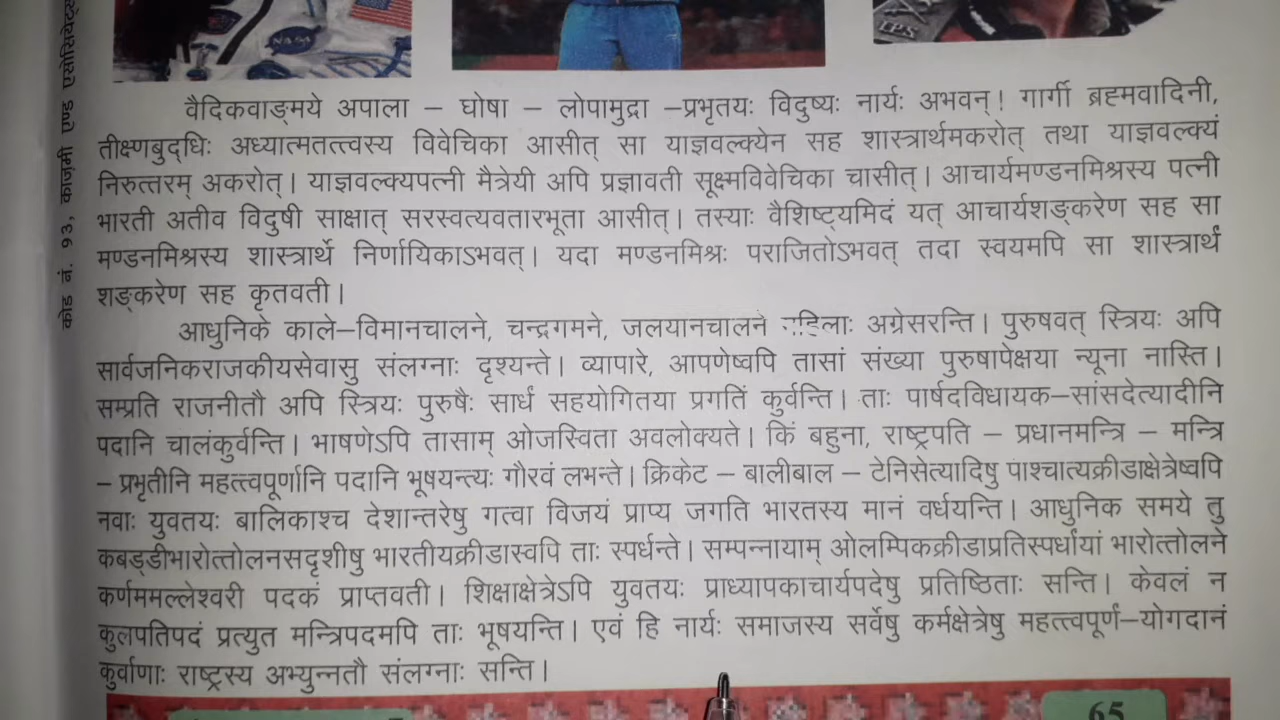 NASA
LPS
कोड नं. ९३, काज़मी एण्ड एसोसियेट्स
वैदिकवाङ्मये अपाला – घोषा – लोपामुद्रा –प्रभृतयः विदुष्यः नार्यः अभवन्! गार्गी ब्रह्मवादिनी,
तीक्ष्णबुद्धिः अध्यात्मतत्त्वस्य विवेचिका आसीत् सा याज्ञवल्क्येन सह शास्त्रार्थमकरोत् तथा याज्ञवल्क्यं
निरुत्तरम् अकरोत्। याज्ञवल्क्यपत्नी मैत्रेयी अपि प्रज्ञावती सूक्ष्मविवेचिका चासीत्। आचार्यमण्डनमिश्रस्य पत्नी
भारती अतीव विदुषी साक्षात् सरस्वत्यवतारभूता आसीत्। तस्याः वैशिष्ट्यमिदं यत् आचार्यशङ्करेण सह सा
मण्डनमिश्रस्य शास्त्रार्थे निर्णायिकाऽभवत्। यदा मण्डनमिश्रः पराजितोऽभवत् तदा स्वयमपि सा शास्त्रार्थं
शङ्करेण सह कृतवती।
आधुनिके काले–विमानचालने, चन्द्रगमने, जलयानचालने महिलाः अग्रेसरन्ति। पुरुषवत् स्त्रियः अपि
सार्वजनिकराजकीयसेवासु संलग्नाः दृश्यन्ते। व्यापारे, आपणेष्वपि तासां संख्या पुरुषापेक्षया न्यूना नास्ति।
सम्प्रति राजनीतौ अपि स्त्रियः पुरुषैः सार्धं सहयोगितया प्रगतिं कुर्वन्ति। ताः पार्षदविधायक–सांसदेत्यादीनि
पदानि चालंकुर्वन्ति। भाषणेऽपि तासाम् ओजस्विता अवलोक्यते। किं बहुना, राष्ट्रपति – प्रधानमन्त्रि – मन्त्रि
– प्रभृतीनि महत्त्वपूर्णानि पदानि भूषयन्त्यः गौरवं लभन्ते। क्रिकेट – बालीबाल – टेनिसेत्यादिषु पाश्चात्यक्रीडाक्षेत्रेष्वपि
नवाः युवतयः बालिकाश्च देशान्तरेषु गत्वा विजयं प्राप्य जगति भारतस्य मानं वर्धयन्ति। आधुनिक समये तु
कबड्डीभारोत्तोलनसदृशीषु भारतीयक्रीडास्वपि ताः स्पर्धन्ते। सम्पन्नायाम् ओलम्पिकक्रीडाप्रतिस्पर्धायां भारोत्तोलने
कर्णममल्लेश्वरी पदकं प्राप्तवती। शिक्षाक्षेत्रेऽपि युवतयः प्राध्यापकाचार्यपदेषु प्रतिष्ठिताः सन्ति। केवलं न
कुलपतिपदं प्रत्युत मन्त्रिपदमपि ताः भूषयन्ति। एवं हि नार्यः समाजस्य सर्वेषु कर्मक्षेत्रेषु महत्त्वपूर्ण–योगदानं
कुर्वाणाः राष्ट्रस्य अभ्युन्नतौ संलग्नाः सन्ति।
65